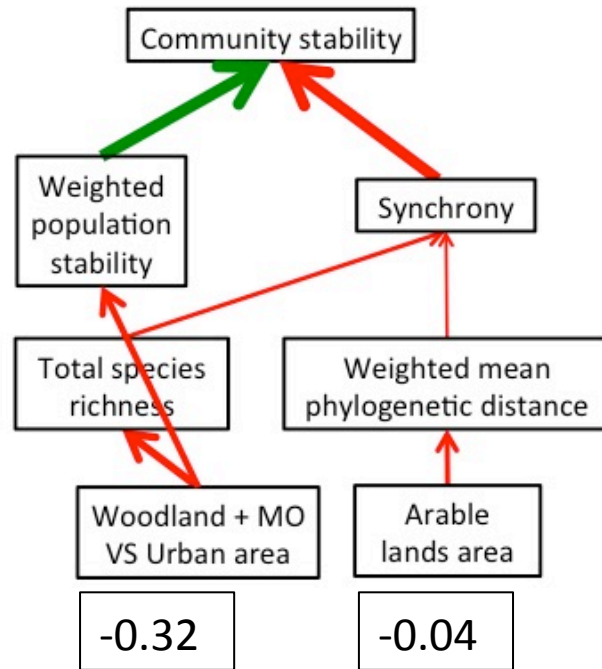 Community stability
Weighted
population
stability
Synchrony
Total species
richness
Weighted mean
phylogenetic distance
Woodland + MO
VS Urban area
Arable
lands area
-0.32
-0.04